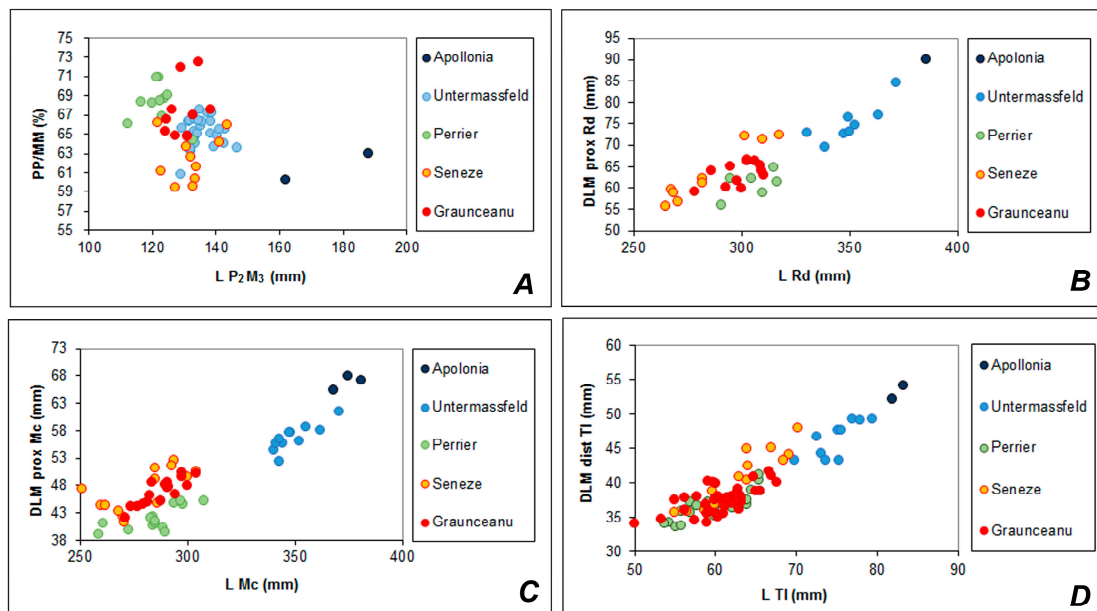 PP/MM (%)
75
73
71
69
67
65
63
61
59
57
55
100 120 140 160 180 200
L P2M3 (mm)
Apollonia
Untermassfeld
Perrier
Seneze
Graunceanu
A
DLM prox Rd (mm)
95
90
85
80
75
70
65
60
55
50
250 300 350 400
L Rd (mm)
Apolonia
Untermassfeld
Perrier
Seneze
Graunceanu
B
DLM prox Mc (mm)
73
68
63
58
53
48
43
38
250 300 350 400
L Mc (mm)
Apolonia
Untermassfeld
Perrier
Seneze
Graunceanu
C
DLM dist Tl (mm)
60
55
50
45
40
35
30
50 60 70 80 90
L Tl (mm)
Apollonia
Untermassfeld
Perrier
Seneze
Graunceanu
D